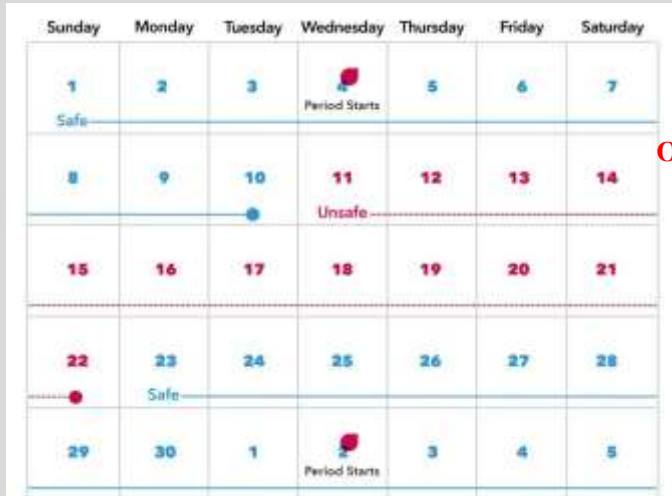 Sunday Monday Tuesday Wednesday Thursday Friday Saturday
1 2 3 4 5 6 7
Period Starts
Safe
O
8 9 10 11 12 13 14
Unsafe
15 16 17 18 19 20 21
22 23 24 25 26 27 28
Safe
29 30 1 2 3 4 5
Period Starts